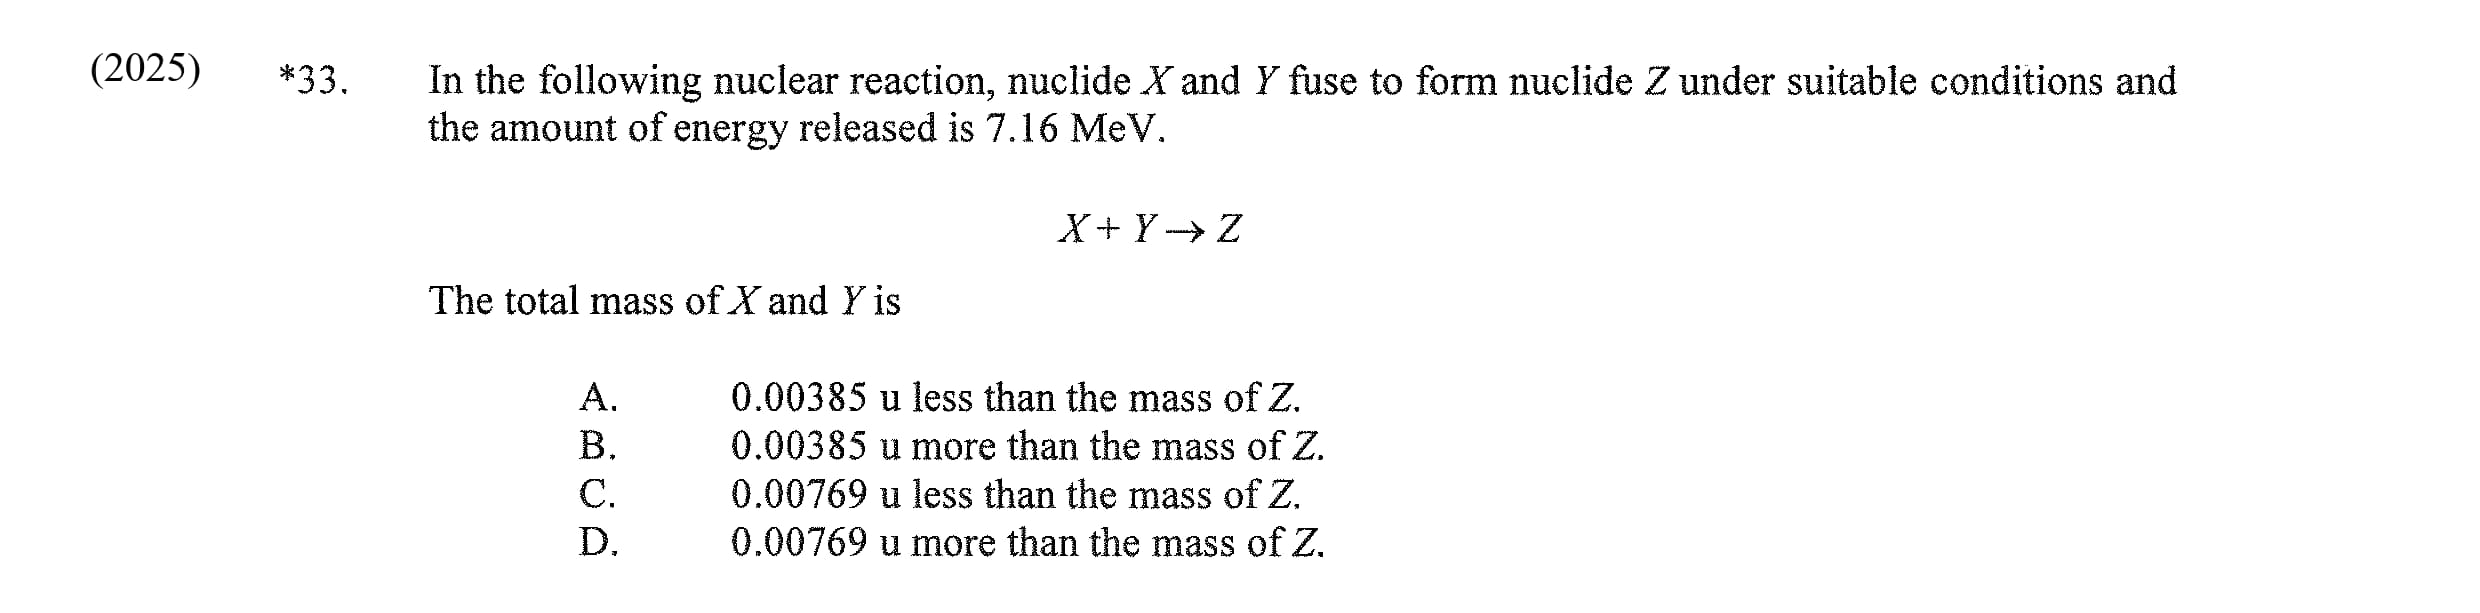 (2025) *33. In the following nuclear reaction, nuclide X and Y fuse to form nuclide Z under suitable conditions and
the amount of energy released is 7.16 MeV.
X + Y → Z
The total mass of X and Y is
A. 0.00385 u less than the mass of Z.
B. 0.00385 u more than the mass of Z.
C. 0.00769 u less than the mass of Z.
D. 0.00769 u more than the mass of Z.